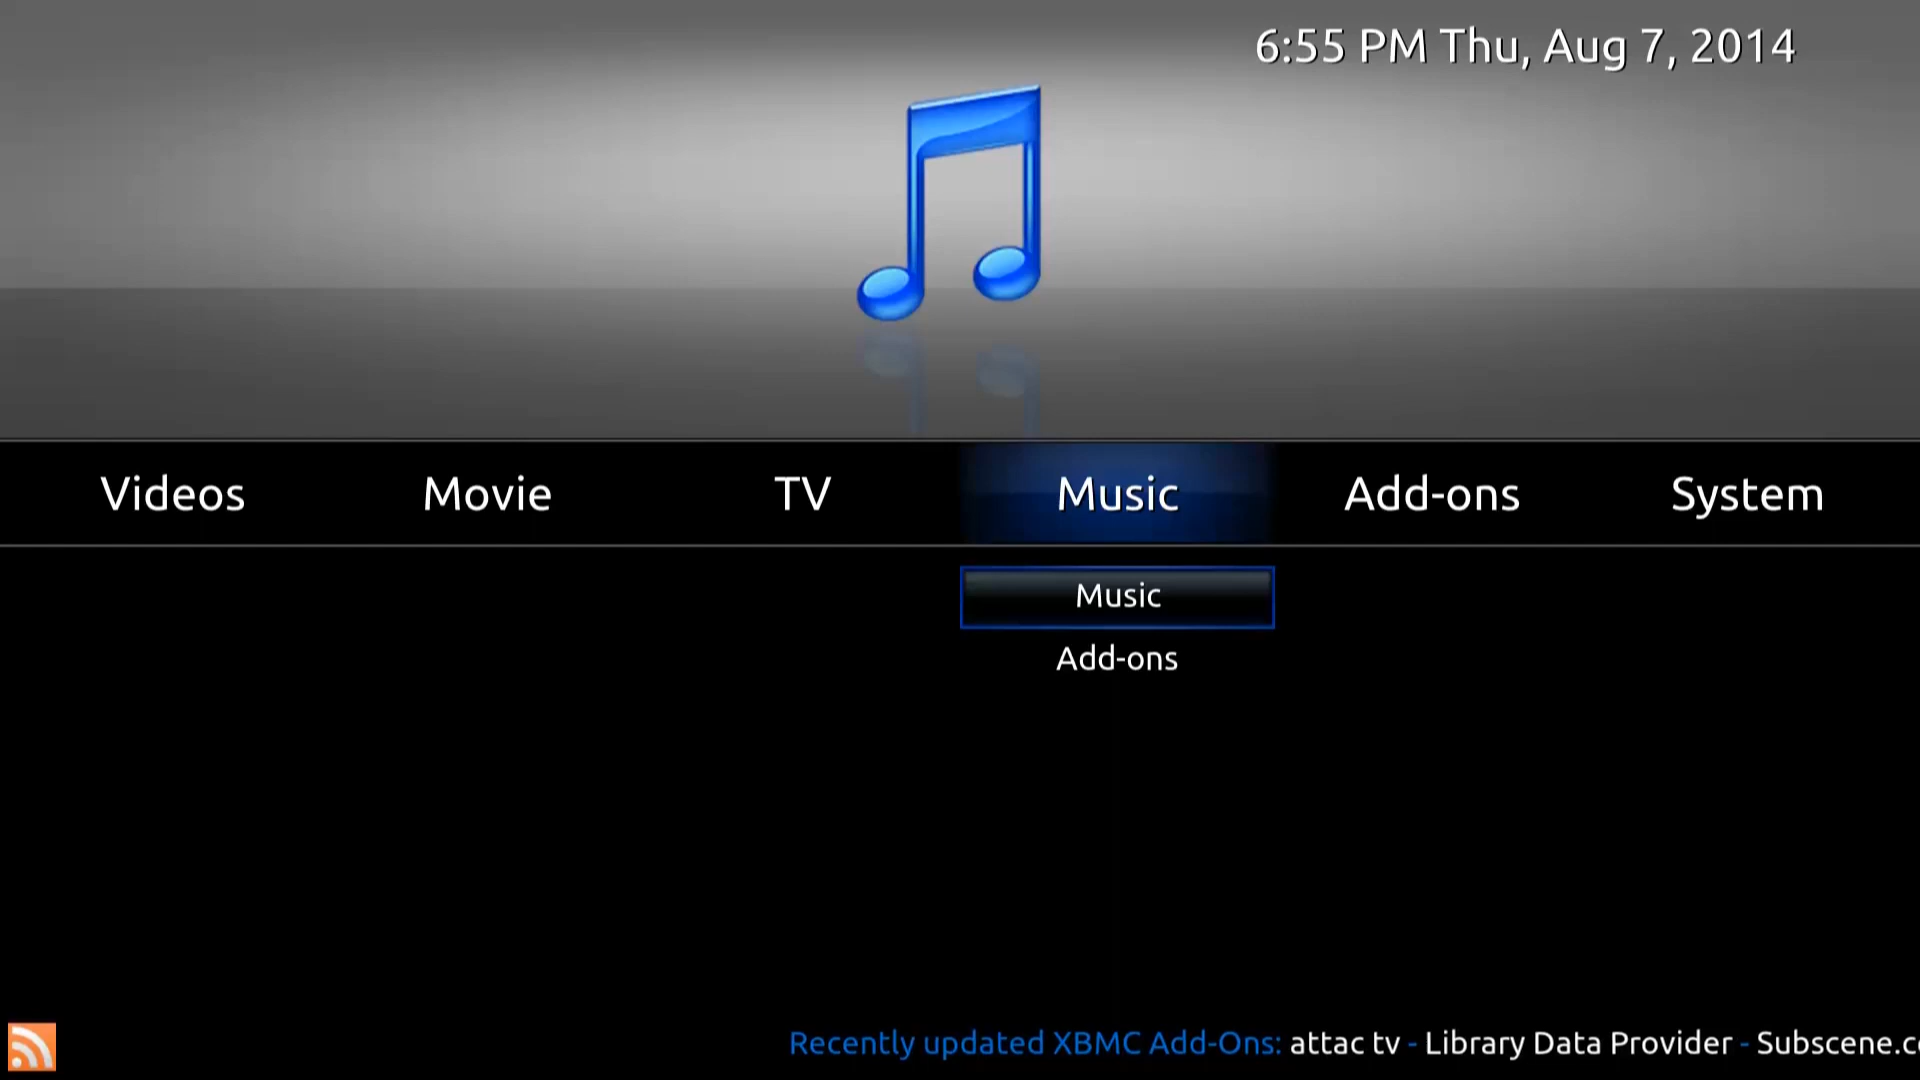 6:55 PM Thu, Aug 7, 2014
Videos Movie TV Music Add-ons System
Music
Add-ons
Recently updated XBMC Add-Ons: attac tv - Library Data Provider - Subscene.c